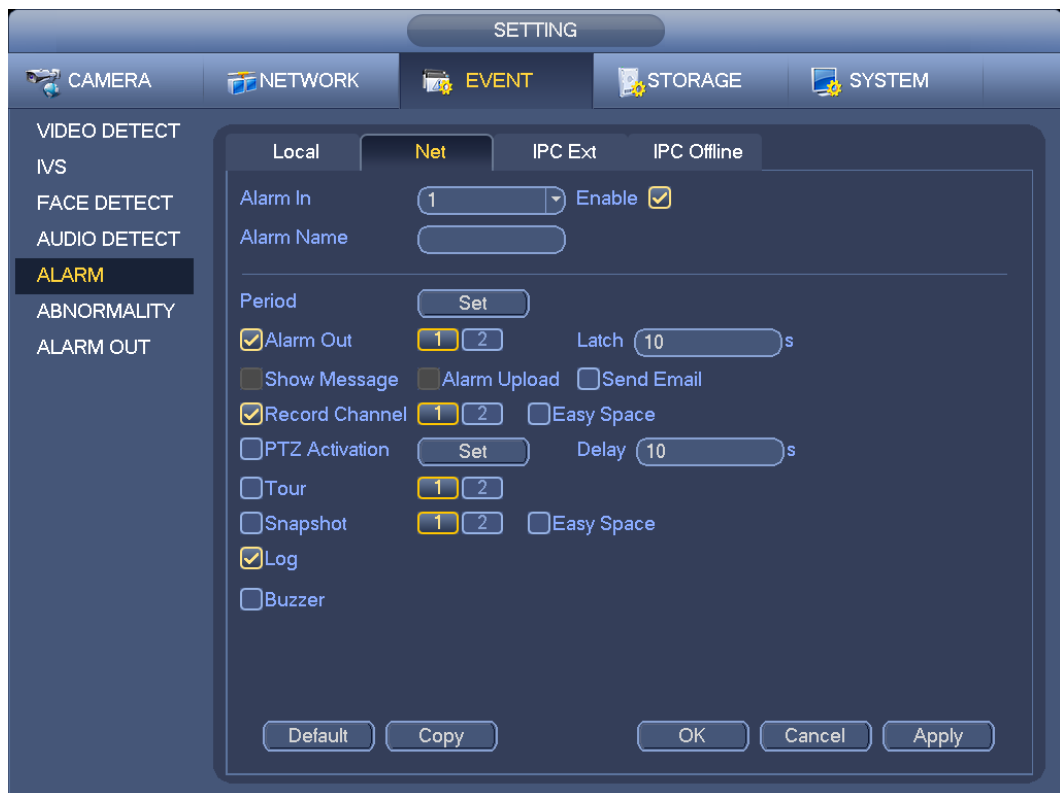 SETTING
CAMERA NETWORK EVENT STORAGE SYSTEM
VIDEO DETECT
IVS
FACE DETECT
AUDIO DETECT
ALARM
ABNORMALITY
ALARM OUT
Local Net IPC Ext IPC Offline
Alarm In 1 Enable
Alarm Name
Period Set
Alarm Out 1 2 Latch 10 s
Show Message Alarm Upload Send Email
Record Channel 1 2 Easy Space
PTZ Activation Set Delay 10 s
Tour 1 2
Snapshot 1 2 Easy Space
Log
Buzzer
Default Copy OK Cancel Apply